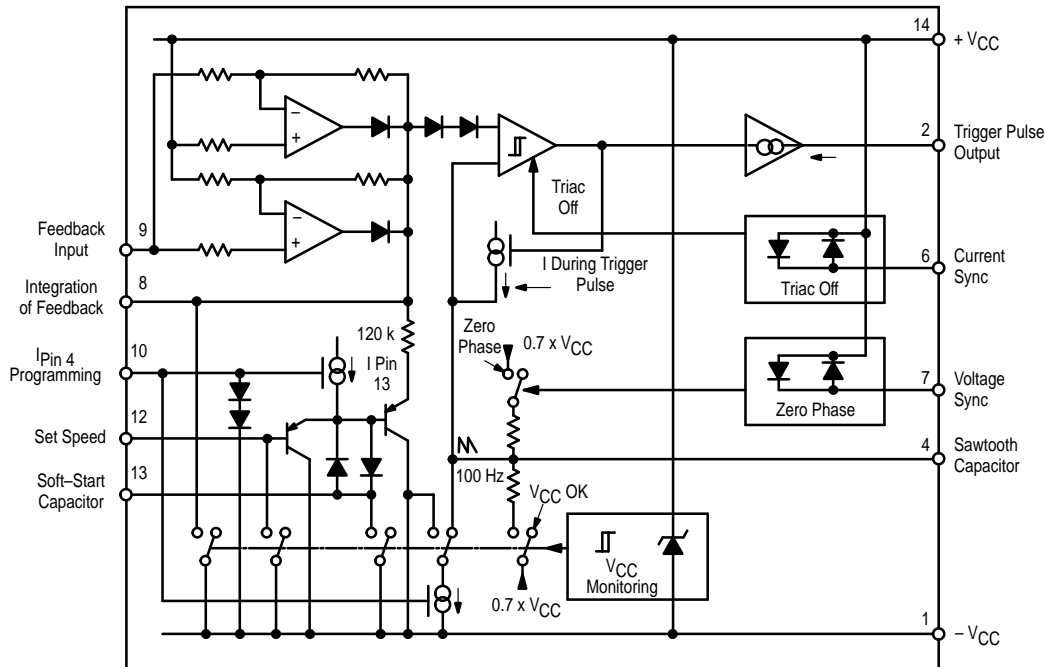 14
+ VCC
–
+
2
Trigger Pulse
Output
Triac
Off
–
+
9
Feedback
Input
I During Trigger
Pulse
6
Current
Sync
Triac Off
8
Integration
of Feedback
120 k
Zero
Phase
0.7 x VCC
10
IPin 4
Programming
I Pin
13
7
Voltage
Sync
Zero Phase
12
Set Speed
4
Sawtooth
Capacitor
100 Hz
13
Soft–Start
Capacitor
VCC OK
VCC
Monitoring
0.7 x VCC
1
– VCC